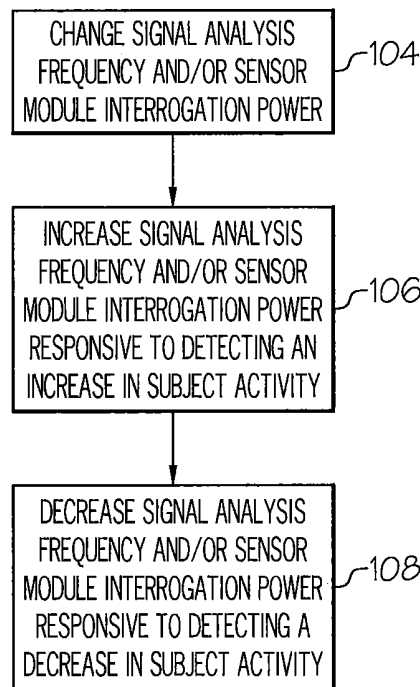 CHANGE SIGNAL ANALYSIS
FREQUENCY AND/OR SENSOR
MODULE INTERROGATION POWER
104
INCREASE SIGNAL ANALYSIS
FREQUENCY AND/OR SENSOR
MODULE INTERROGATION POWER
RESPONSIVE TO DETECTING AN
INCREASE IN SUBJECT ACTIVITY
106
DECREASE SIGNAL ANALYSIS
FREQUENCY AND/OR SENSOR
MODULE INTERROGATION POWER
RESPONSIVE TO DETECTING A
DECREASE IN SUBJECT ACTIVITY
108